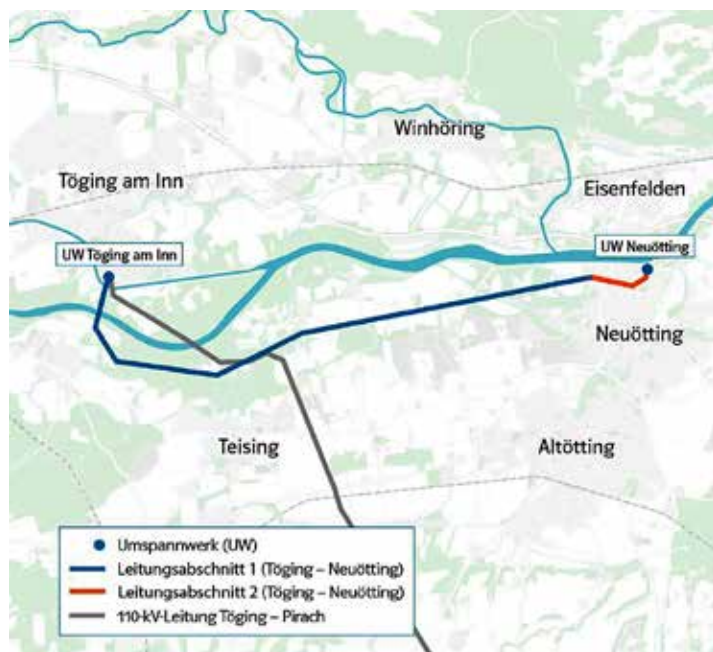 Winhöring
Töging am Inn
Eisenfelden
UW Töging am Inn
UW Neuötting
Neuötting
Teising
Altötting
Umspannwerk (UW)
Leitungsabschnitt 1 (Töging – Neuötting)
Leitungsabschnitt 2 (Töging – Neuötting)
110-kV-Leitung Töging – Pirach